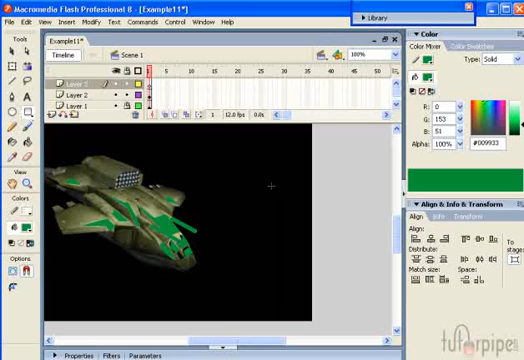 Macromedia Flash Professional 8 - [Example11*]
Library
File Edit View Insert Modify Text Commands Control Window Help
Tools
View
Colors
Options
Example11*
Timeline
Scene 1
100%
1 5 10 15 20 25 30 35 40 45 50
Layer 3
Layer 2
Layer 1
1 12.0 fps 0.0s
Properties Filters Parameters
Color
Color Mixer Color Swatches
Type: Solid
R: 0
G: 153
B: 51
Alpha: 100% #009933
Align & Info & Transform
Align Info Transform
Align:
Distribute:
Match size: Space:
To stage:
tutorpipe